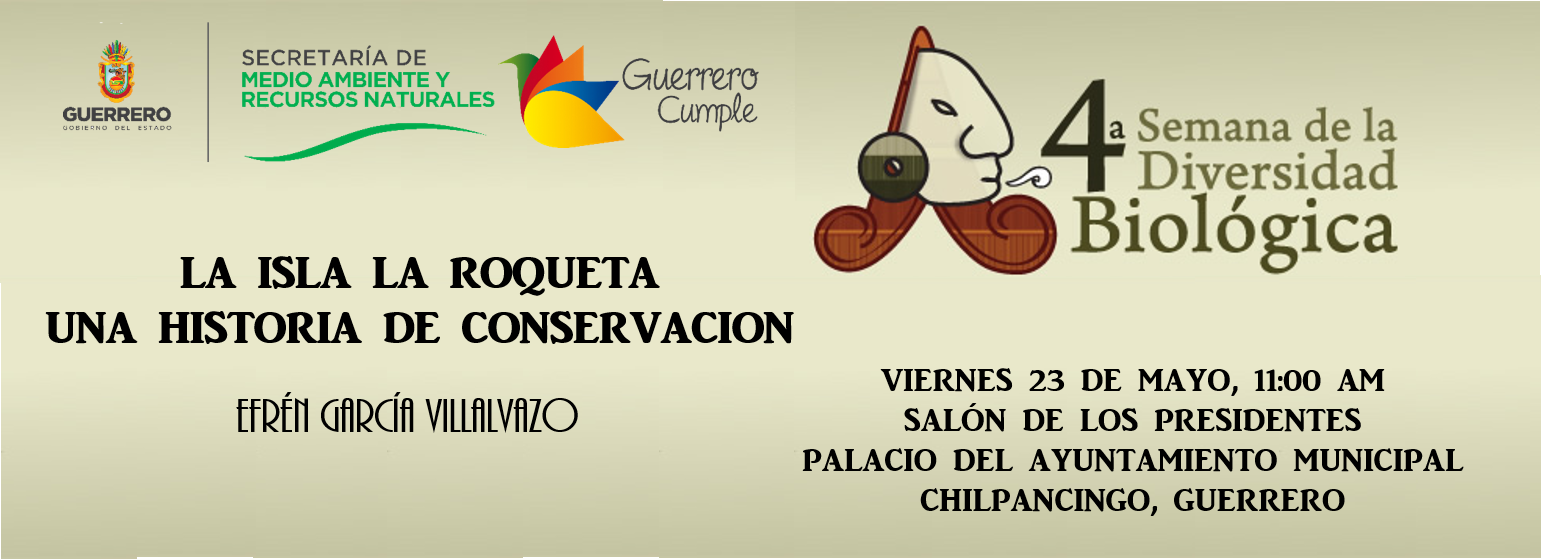 GUERRERO
GOBIERNO DEL ESTADO
SECRETARÍA DE
MEDIO AMBIENTE Y
RECURSOS NATURALES
Guerrero
Cumple
4a Semana de la
Diversidad
Biológica
LA ISLA LA ROQUETA
UNA HISTORIA DE CONSERVACION
EFRÉN GARCÍA VILLALVAZO
VIERNES 23 DE MAYO, 11:00 AM
SALÓN DE LOS PRESIDENTES
PALACIO DEL AYUNTAMIENTO MUNICIPAL
CHILPANCINGO, GUERRERO